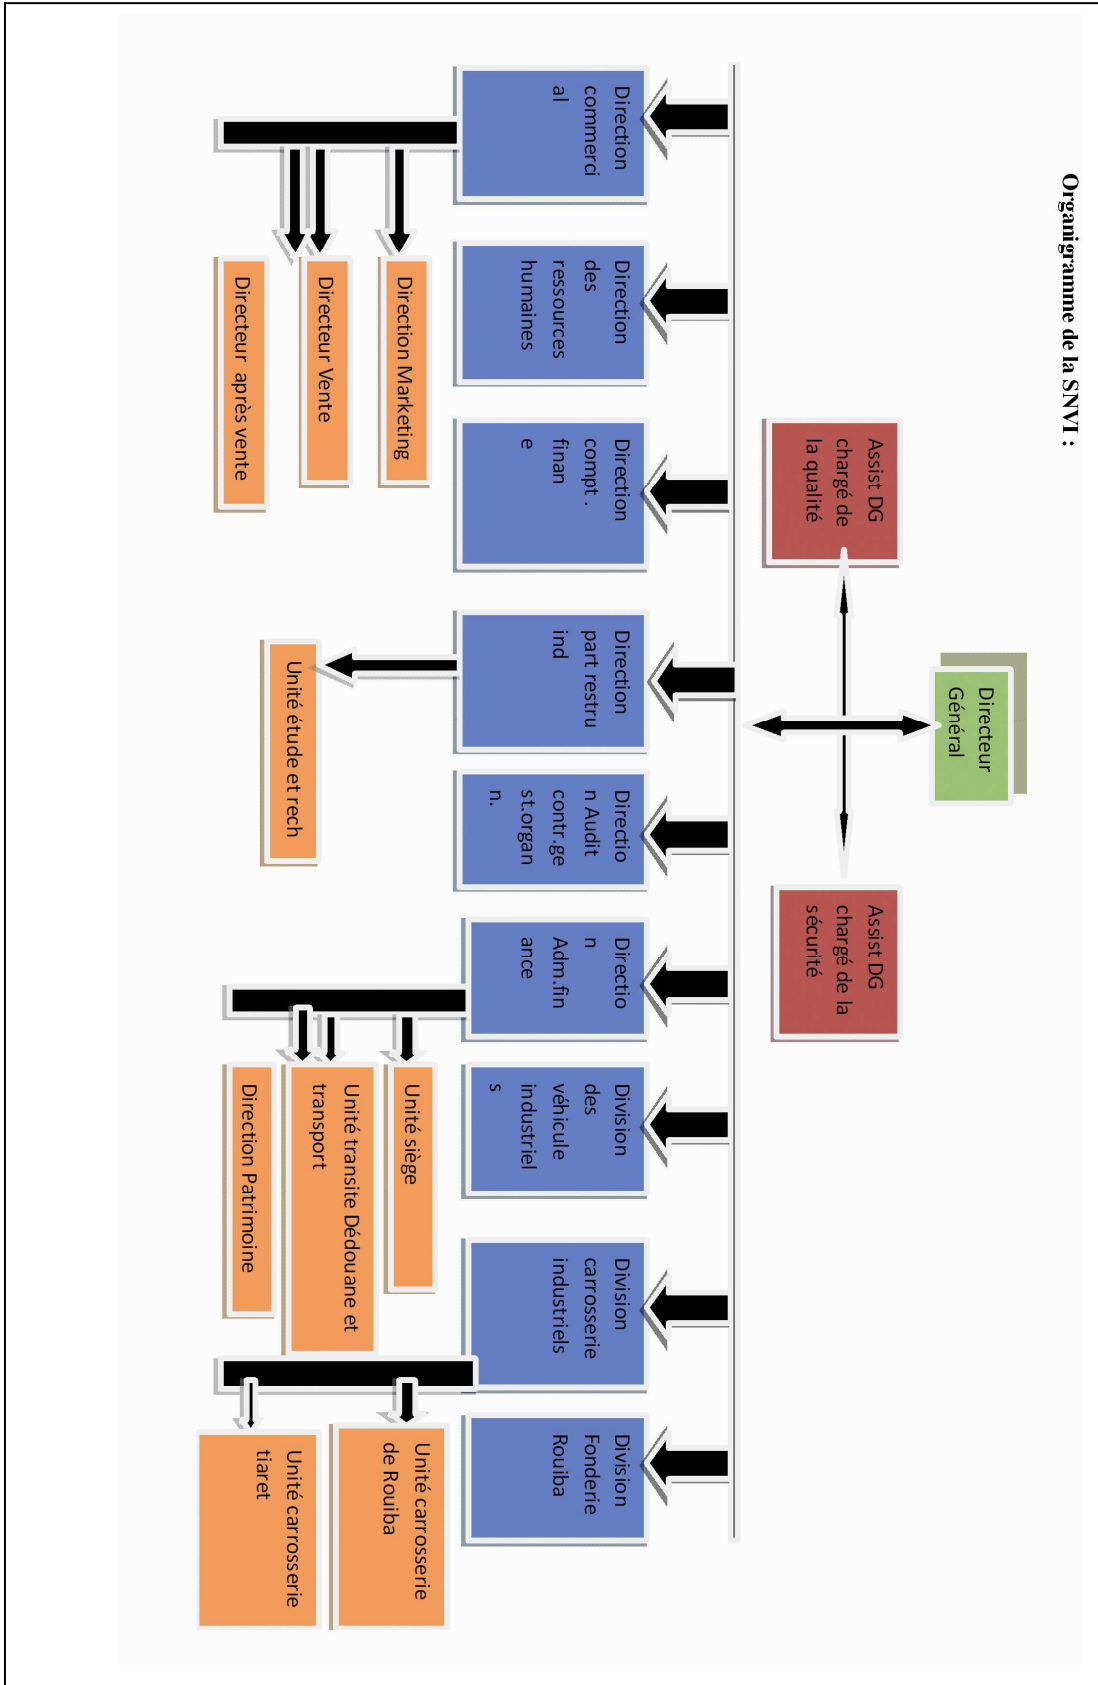 Organigramme de la SNVI :
Directeur
Général
Assist DG
chargé de
la qualité
Assist DG
chargé de la
sécurité
Direction
commerci
al
Direction
des
ressources
humaines
Direction
compt .
finan
e
Direction
part restru
ind
Directio
n Audit
contr.ge
st.organ
n.
Directio
n
Adm.fin
ance
Division
des
véhicule
industriel
s
Division
carrosserie
industriels
Division
Fonderie
Rouiba
Direction Marketing
Directeur Vente
Directeur après vente
Unité étude et rech
Unité siège
Unité transite Dédouane et
transport
Direction Patrimoine
Unité carrosserie
de Rouiba
Unité carrosserie
tiaret